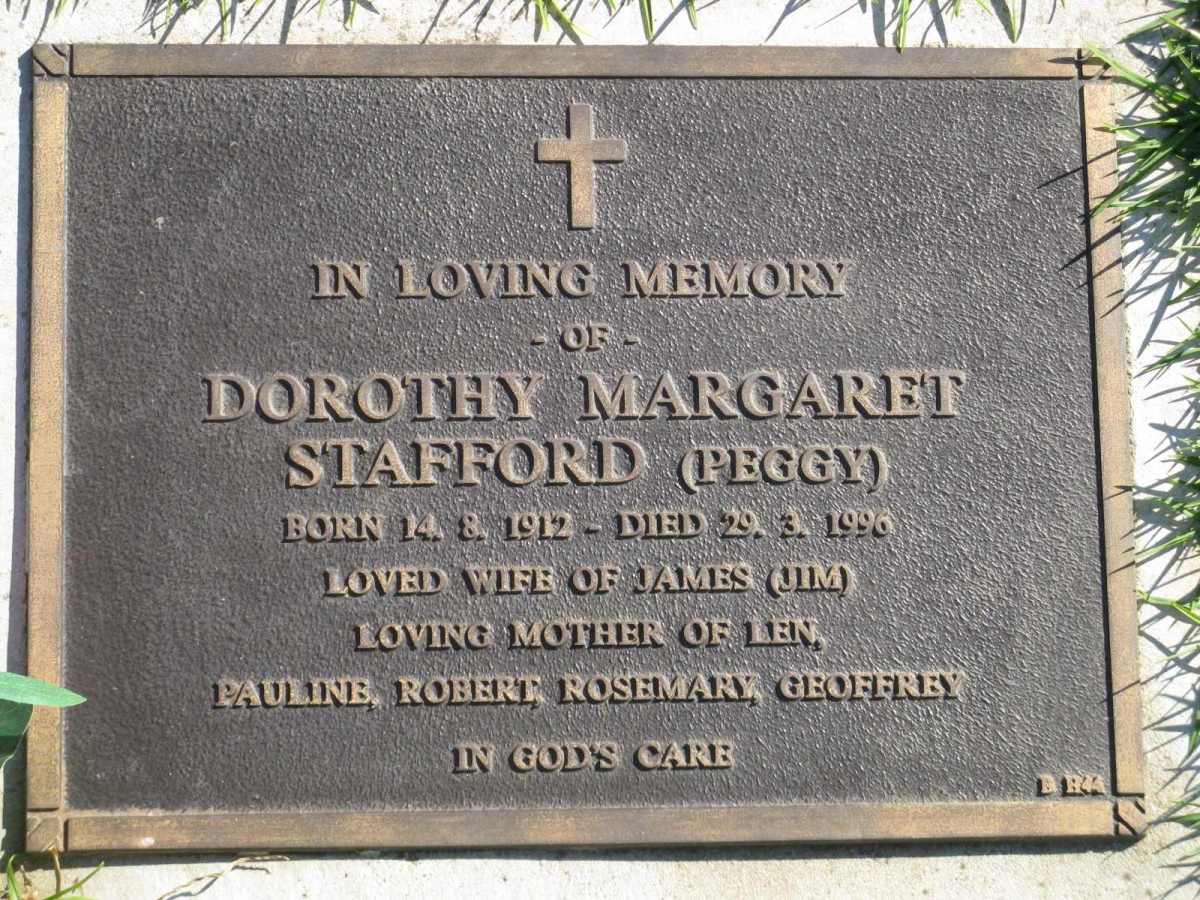 IN LOVING MEMORY
- OF -
DOROTHY MARGARET
STAFFORD (PEGGY)
BORN 14. 8. 1912 - DIED 29. 3. 1996
LOVED WIFE OF JAMES (JIM)
LOVING MOTHER OF LEN,
PAULINE, ROBERT, ROSEMARY, GEOFFREY
IN GOD'S CARE